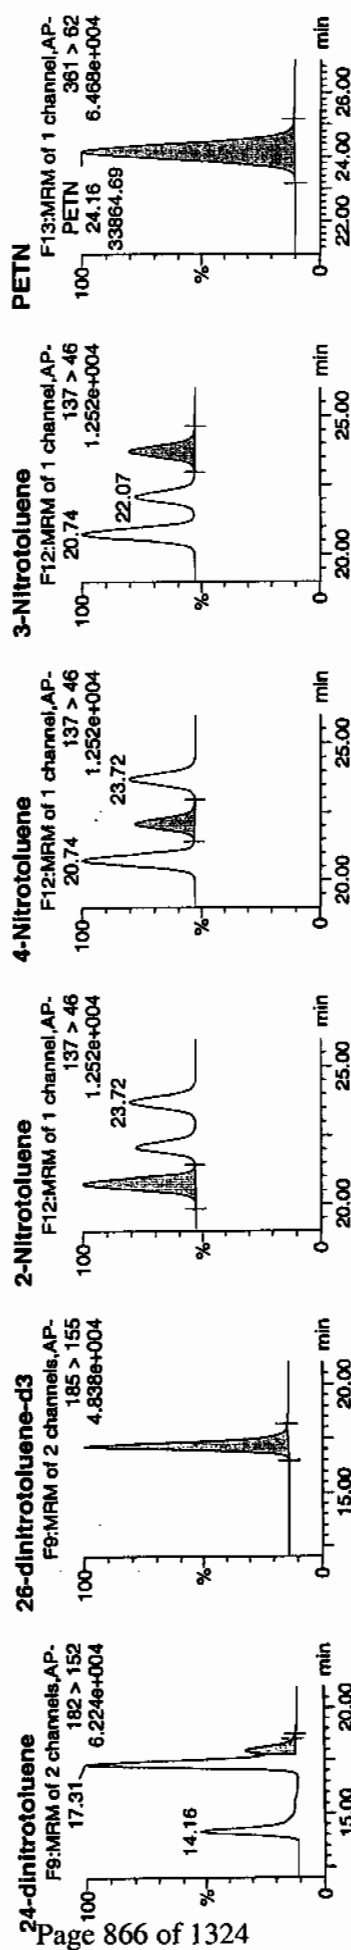 24-dinitrotoluene
F9:MRM of 2 channels,AP-
182 > 152
6.224e+004
17.31
14.16
100
%
0
15.00
20.00
min
26-dinitrotoluene-d3
F9:MRM of 2 channels,AP-
185 > 155
4.838e+004
100
%
0
15.00
20.00
min
2-Nitrotoluene
F12:MRM of 1 channel,AP-
137 > 46
1.252e+004
100
23.72
%
0
20.00
25.00
min
4-Nitrotoluene
F12:MRM of 1 channel,AP-
137 > 46
1.252e+004
20.74
100
23.72
%
0
20.00
25.00
min
3-Nitrotoluene
F12:MRM of 1 channel,AP-
137 > 46
1.252e+004
20.74
100
22.07
%
0
20.00
25.00
min
PETN
F13:MRM of 1 channel,AP-
361 > 62
6.468e+004
PETN
24.16
33864.69
100
%
0
22.00
24.00
26.00
min
Page 866 of 1324